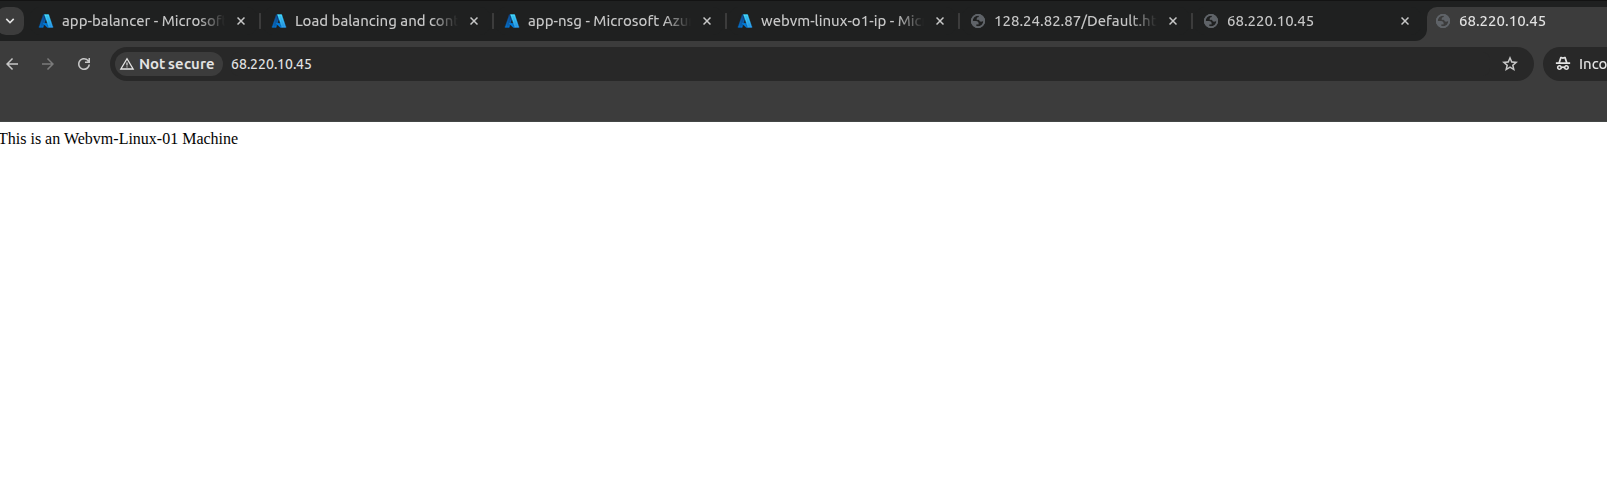 app-balancer - Microsof
Load balancing and con
app-nsg - Microsoft Azu
webvm-linux-o1-ip - Mic
128.24.82.87/Default.ht
68.220.10.45
68.220.10.45
Not secure
68.220.10.45
Inco
This is an Webvm-Linux-01 Machine